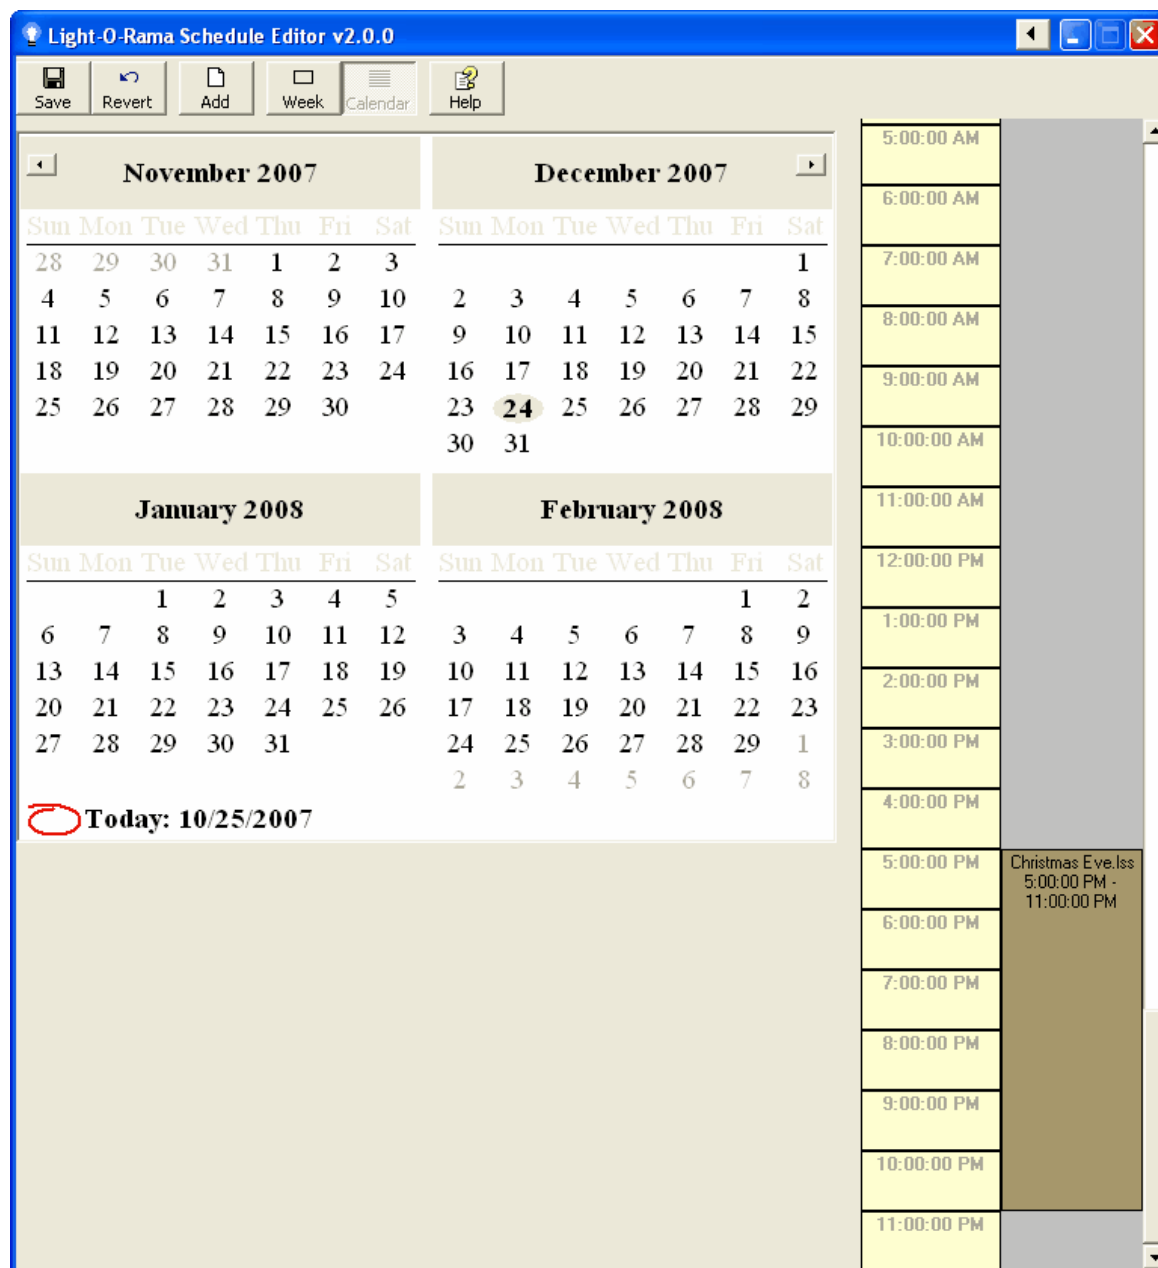 Light-O-Rama Schedule Editor v2.0.0
Save Revert Add Week Calendar Help
November 2007
Sun Mon Tue Wed Thu Fri Sat
28 29 30 31 1 2 3
4 5 6 7 8 9 10
11 12 13 14 15 16 17
18 19 20 21 22 23 24
25 26 27 28 29 30
December 2007
Sun Mon Tue Wed Thu Fri Sat
1
2 3 4 5 6 7 8
9 10 11 12 13 14 15
16 17 18 19 20 21 22
23 24 25 26 27 28 29
30 31
January 2008
Sun Mon Tue Wed Thu Fri Sat
1 2 3 4 5
6 7 8 9 10 11 12
13 14 15 16 17 18 19
20 21 22 23 24 25 26
27 28 29 30 31
February 2008
Sun Mon Tue Wed Thu Fri Sat
1 2
3 4 5 6 7 8 9
10 11 12 13 14 15 16
17 18 19 20 21 22 23
24 25 26 27 28 29 1
2 3 4 5 6 7 8
Today: 10/25/2007
5:00:00 AM
6:00:00 AM
7:00:00 AM
8:00:00 AM
9:00:00 AM
10:00:00 AM
11:00:00 AM
12:00:00 PM
1:00:00 PM
2:00:00 PM
3:00:00 PM
4:00:00 PM
5:00:00 PM
6:00:00 PM
7:00:00 PM
8:00:00 PM
9:00:00 PM
10:00:00 PM
11:00:00 PM
Christmas Eve.lss
5:00:00 PM -
11:00:00 PM